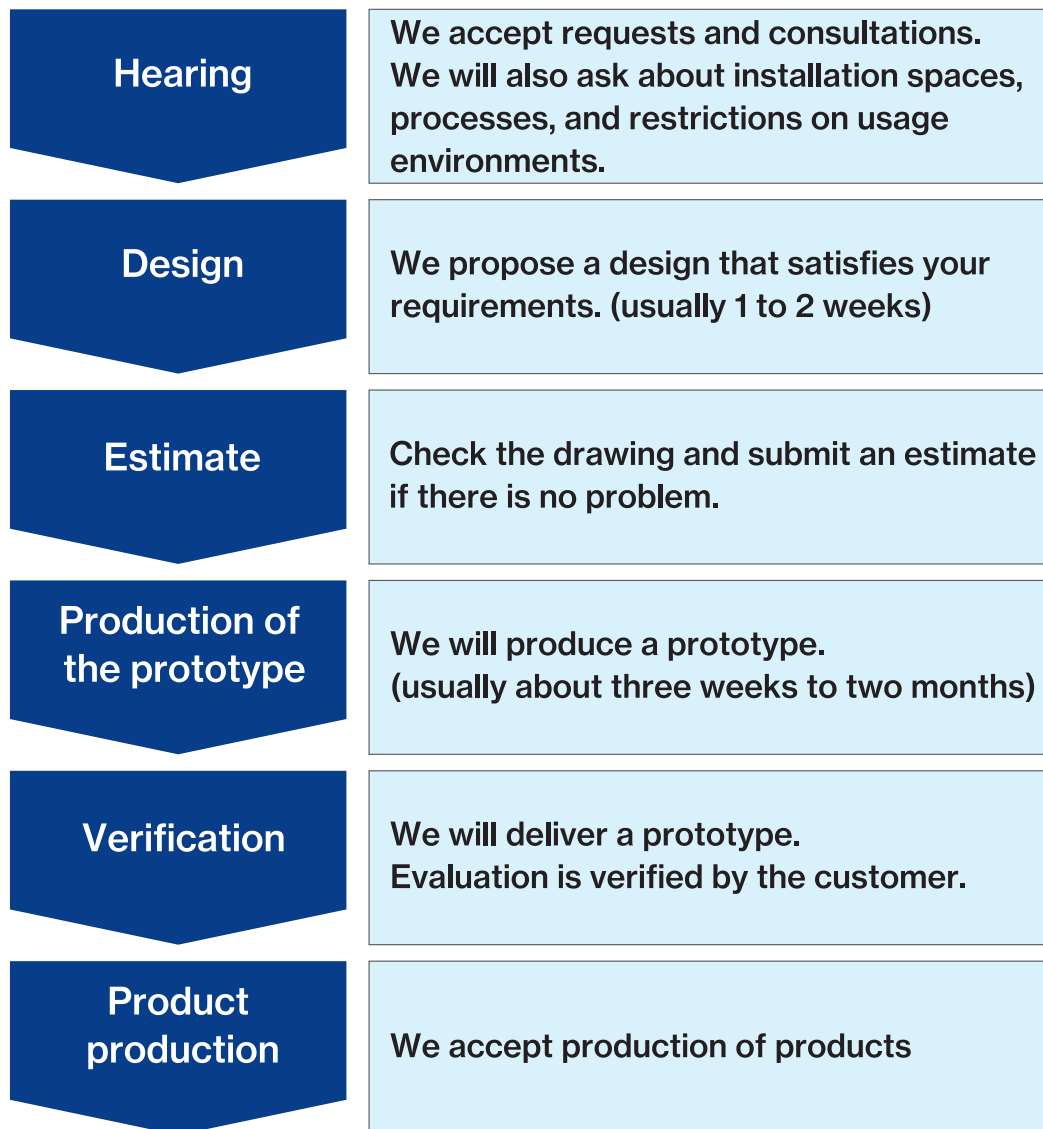 Hearing
We accept requests and consultations.
We will also ask about installation spaces,
processes, and restrictions on usage
environments.
Design
We propose a design that satisfies your
requirements. (usually 1 to 2 weeks)
Estimate
Check the drawing and submit an estimate
if there is no problem.
Production of
the prototype
We will produce a prototype.
(usually about three weeks to two months)
Verification
We will deliver a prototype.
Evaluation is verified by the customer.
Product
production
We accept production of products